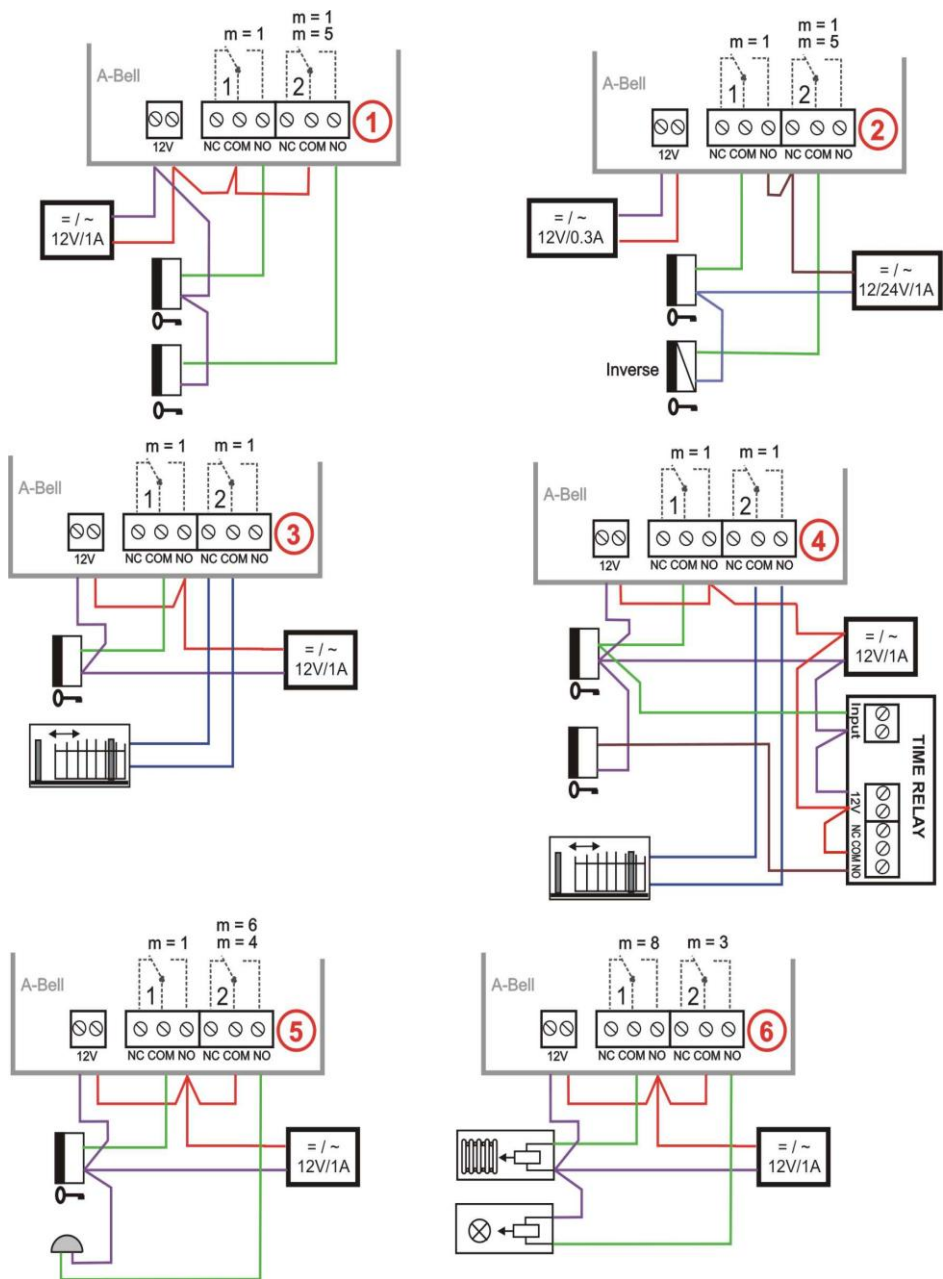 m = 1
m = 1
m = 5
A-Bell
1
2
12V
NC COM NO NC COM NO
1
= / ~
12V/1A
m = 1
m = 1
m = 5
A-Bell
1
2
12V
NC COM NO NC COM NO
2
= / ~
12V/0.3A
= / ~
12/24V/1A
Inverse
m = 1
m = 1
A-Bell
1
2
12V
NC COM NO NC COM NO
3
= / ~
12V/1A
m = 1
m = 1
A-Bell
1
2
12V
NC COM NO NC COM NO
4
= / ~
12V/1A
Input
12V
NC COM NO
TIME RELAY
m = 1
m = 6
m = 4
A-Bell
1
2
12V
NC COM NO NC COM NO
5
= / ~
12V/1A
m = 8
m = 3
A-Bell
1
2
12V
NC COM NO NC COM NO
6
= / ~
12V/1A